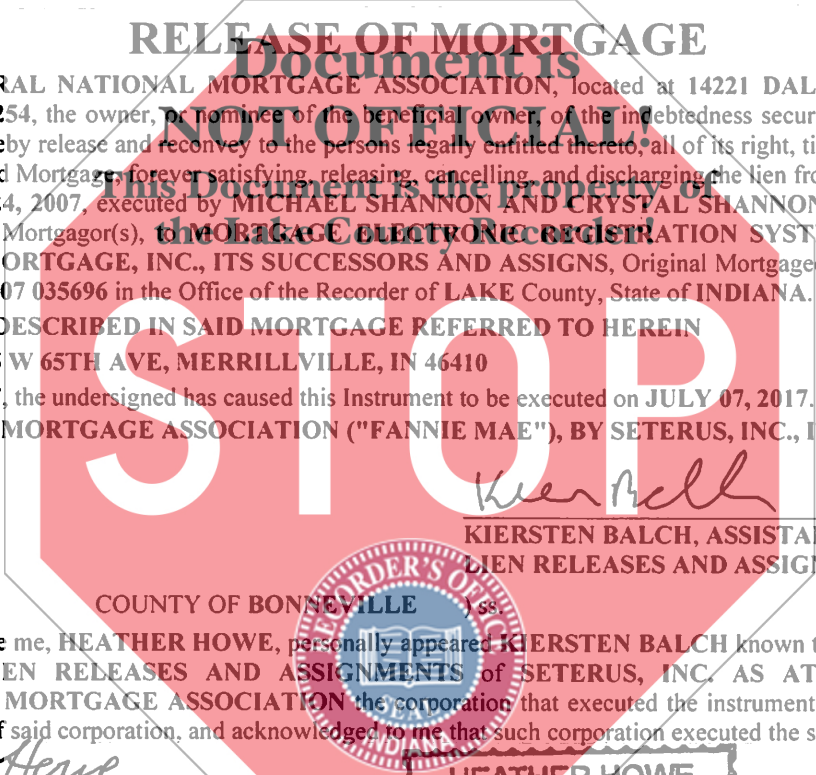 RELEASE OF MORTGAGE
Document is
RAL NATIONAL MORTGAGE ASSOCIATION, located at 14221 DAL
254, the owner, or nominee of the beneficial owner, of the indebtedness secur
NOT OFFICIAL!
eby release and reconvey to the persons legally entitled thereto, all of its right, ti
d Mortgage, forever satisfying, releasing, cancelling, and discharging the lien fro
This Document is the property of
4, 2007, executed by MICHAEL SHANNON AND CRYSTAL SHANNON
Mortgagor(s), to MORTGAGE ELECTRONIC REGISTRATION SYST
the Lake County Recorder!
ORTGAGE, INC., ITS SUCCESSORS AND ASSIGNS, Original Mortgage
07 035696 in the Office of the Recorder of LAKE County, State of INDIANA.
DESCRIBED IN SAID MORTGAGE REFERRED TO HEREIN
W 65TH AVE, MERRILLVILLE, IN 46410
, the undersigned has caused this Instrument to be executed on JULY 07, 2017.
MORTGAGE ASSOCIATION ("FANNIE MAE"), BY SETERUS, INC., I
STOP
KIERSTEN BALCH, ASSISTA
LIEN RELEASES AND ASSIGN
RECORDER'S OFFICE
COUNTY OF BONNEVILLE ) ss.
e me, HEATHER HOWE, personally appeared KIERSTEN BALCH known t
EN RELEASES AND ASSIGNMENTS of SETERUS, INC. AS AT
MORTGAGE ASSOCIATION the corporation that executed the instrument
SEAL
f said corporation, and acknowledged to me that such corporation executed the s
INDIANA
HEATHER HOWE